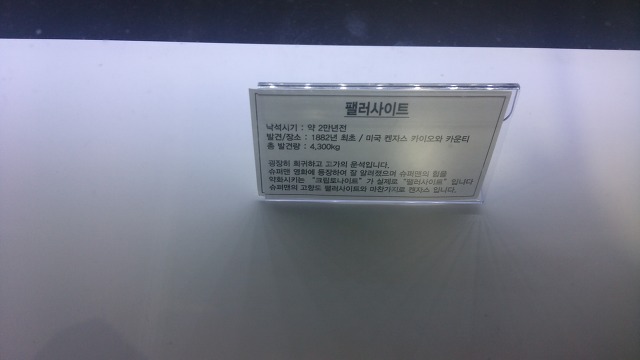 팰러사이트
낙석시기 : 약 2만년전
발견/장소 : 1882년 최초 / 미국 켄자스 카이오와 카운티
총 발견량 : 4,300kg
굉장히 희귀하고 고가의 운석입니다.
슈퍼맨 영화에 등장하여 잘 알려졌으며 슈퍼맨의 힘을
약화시키는 "크립토나이트" 가 실제로 "팰러사이트" 입니다
슈퍼맨의 고향도 팰러사이트와 마찬가지로 켄자스 입니다.